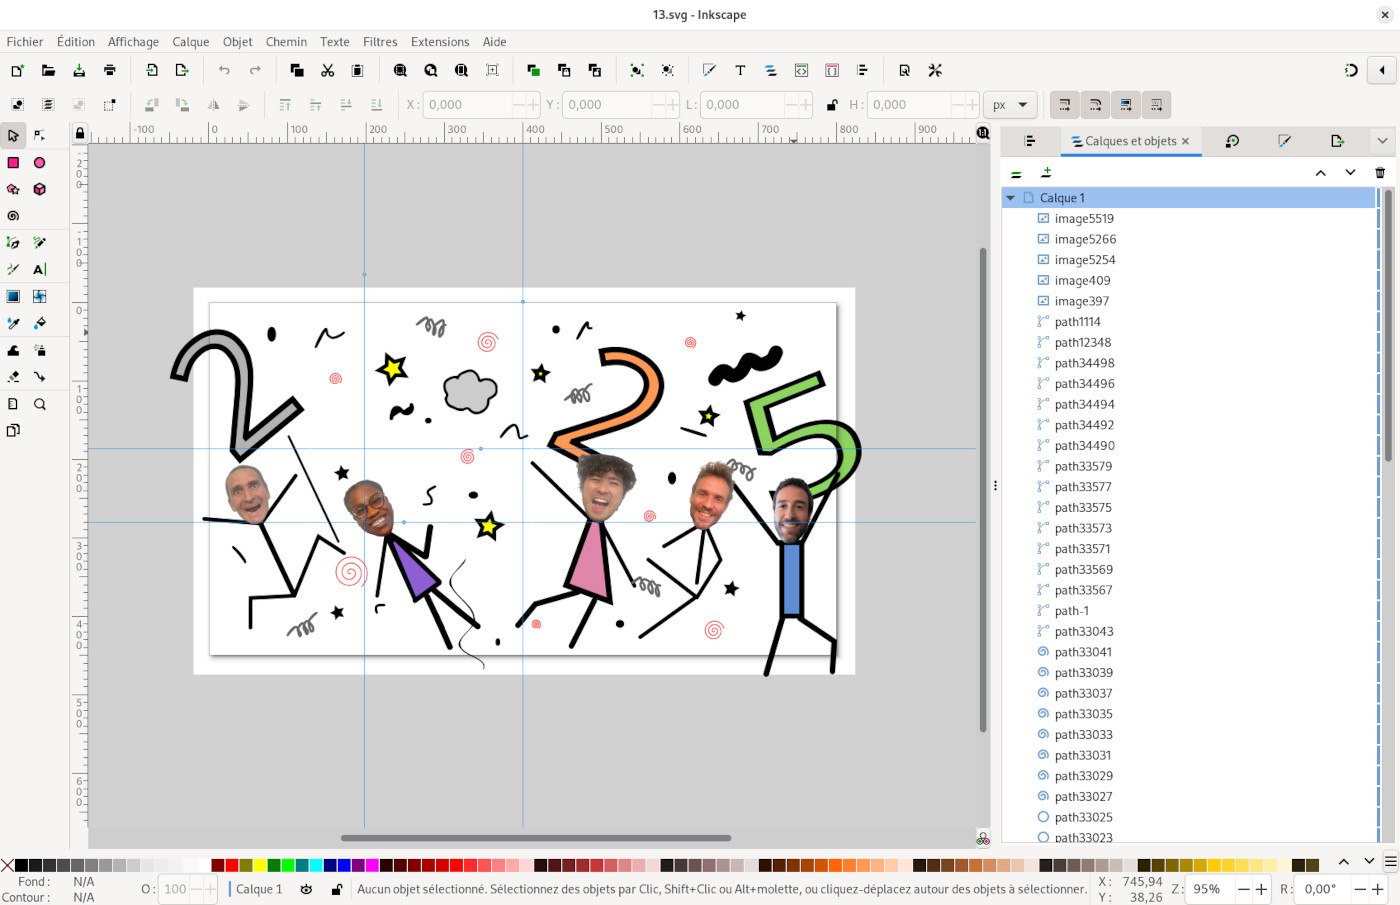 13.svg - Inkscape
Fichier Édition Affichage Calque Objet Chemin Texte Filtres Extensions Aide
X : 0,000 Y : 0,000 L : 0,000 H : 0,000 px
-100 0 100 200 300 400 500 600 700 800 900
Calques et objets
Calque 1
image5519
image5266
image5254
image409
image397
path1114
path12348
path34498
path34496
path34494
path34492
path34490
path33579
path33577
path33575
path33573
path33571
path33569
path33567
path-1
path33043
path33041
path33039
path33037
path33035
path33033
path33031
path33029
path33027
path33025
path33023
2 2 5
Fond : N/A
Contour : N/A
O : 100
Calque 1
Aucun objet sélectionné. Sélectionnez des objets par Clic, Shift+Clic ou Alt+molette, ou cliquez-déplacez autour des objets à sélectionner.
X : 745,94
Y : 38,26
Z : 95%
R : 0,00°